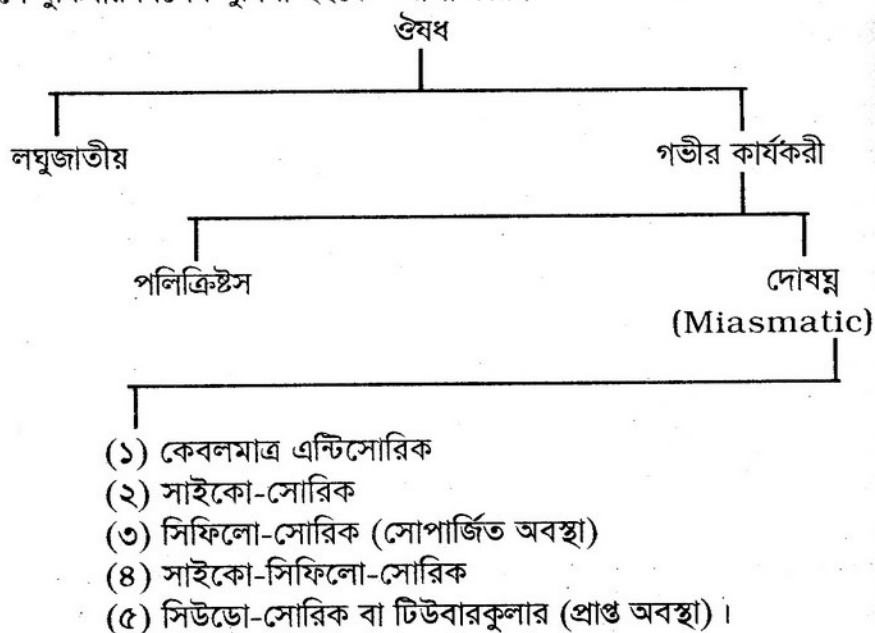 ঔষধ
লঘুজাতীয় গভীর কার্যকরী
পলিক্রিষ্টস দোষঘ্ন
(Miasmatic)
(১) কেবলমাত্র এন্টিসোরিক
(২) সাইকো-সোরিক
(৩) সিফিলো-সোরিক (সোপার্জিত অবস্থা)
(৪) সাইকো-সিফিলো-সোরিক
(৫) সিউডো-সোরিক বা টিউবারকুলার (প্রাপ্ত অবস্থা) ।